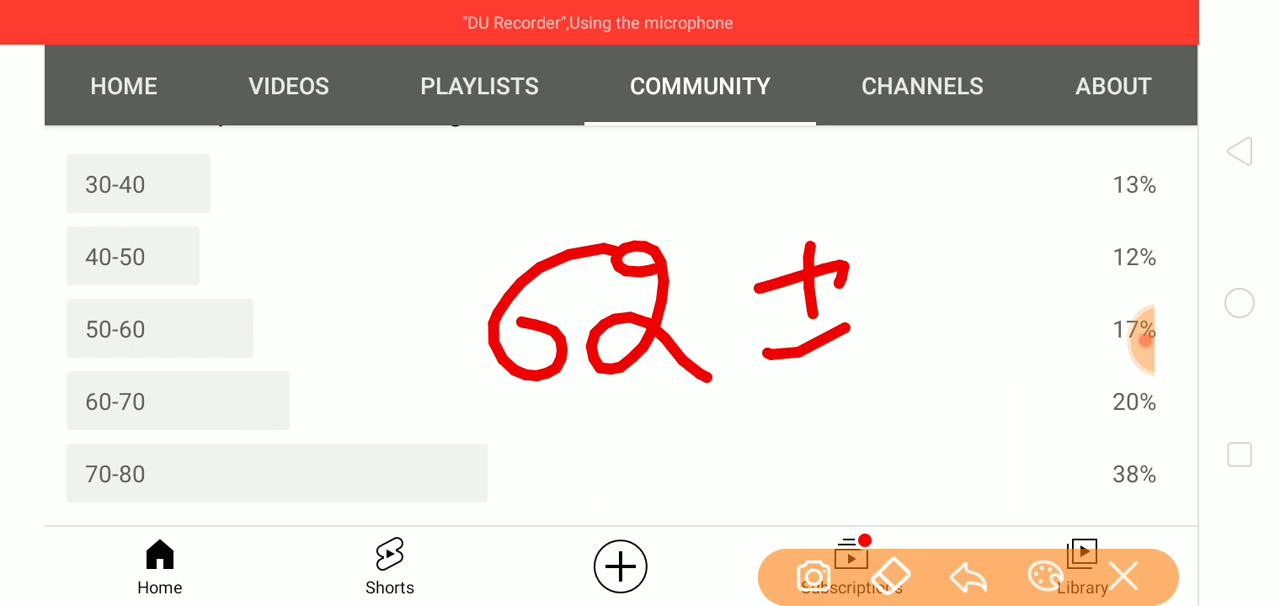 "DU Recorder",Using the microphone
HOME VIDEOS PLAYLISTS COMMUNITY CHANNELS ABOUT
30-40 13%
40-50 12%
50-60 17%
60-70 20%
70-80 38%
62 ±
Home Shorts Subscriptions Library